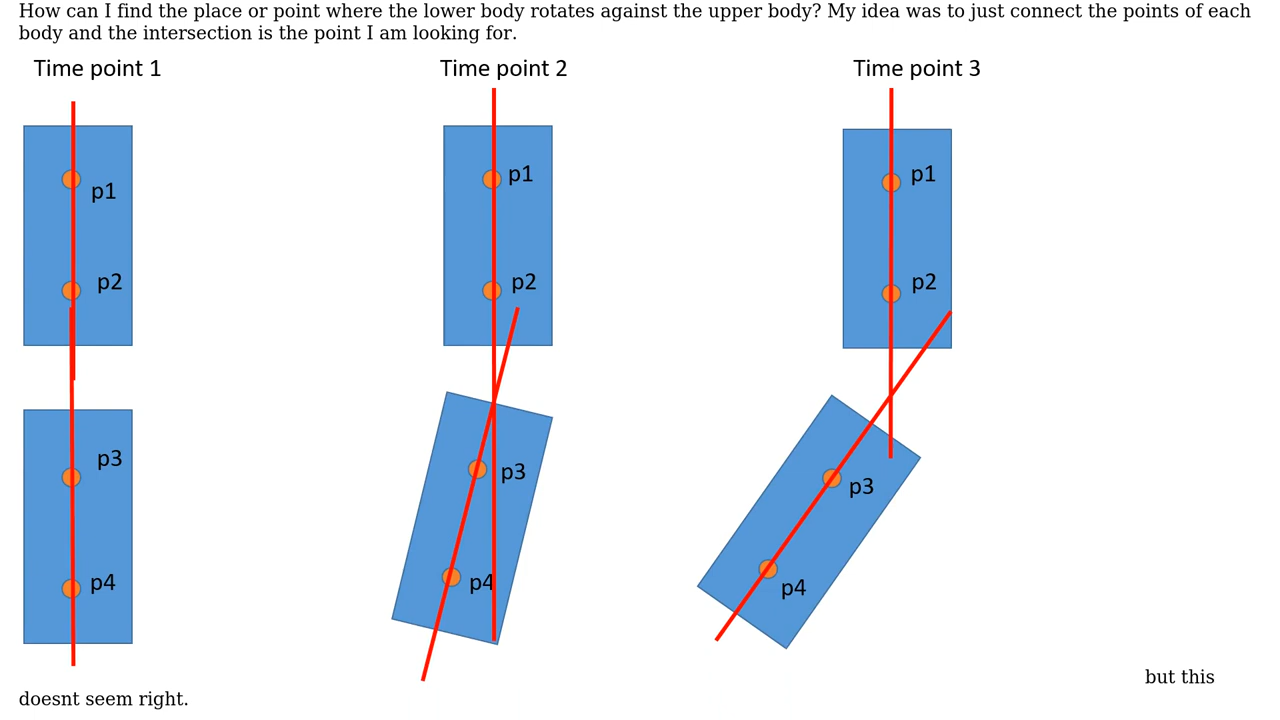 How can I find the place or point where the lower body rotates against the upper body? My idea was to just connect the points of each
body and the intersection is the point I am looking for.
Time point 1
Time point 2
Time point 3
p1
p2
p3
p4
p1
p2
p3
p4
p1
p2
p3
p4
but this
doesnt seem right.